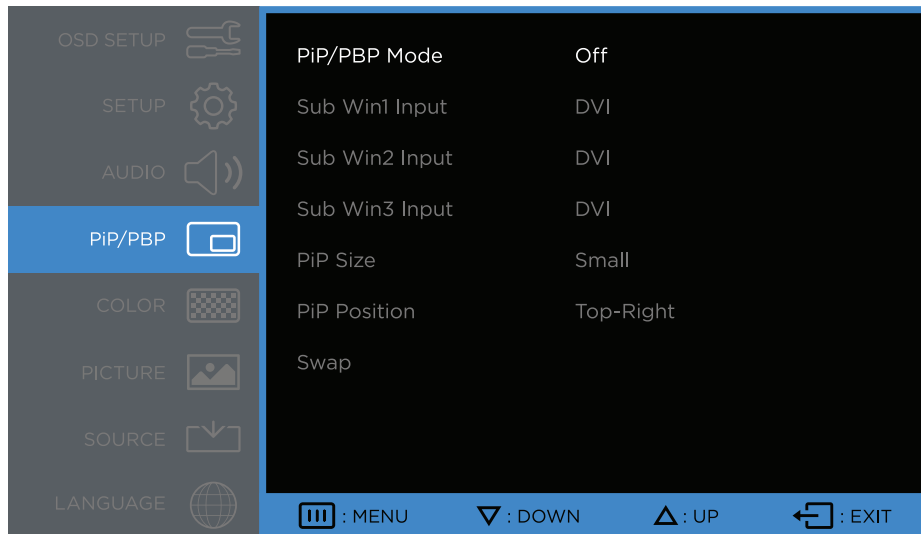 OSD SETUP
SETUP
AUDIO
PiP/PBP
COLOR
PICTURE
SOURCE
LANGUAGE
PiP/PBP Mode Off
Sub Win1 Input DVI
Sub Win2 Input DVI
Sub Win3 Input DVI
PiP Size Small
PiP Position Top-Right
Swap
: MENU : DOWN : UP : EXIT